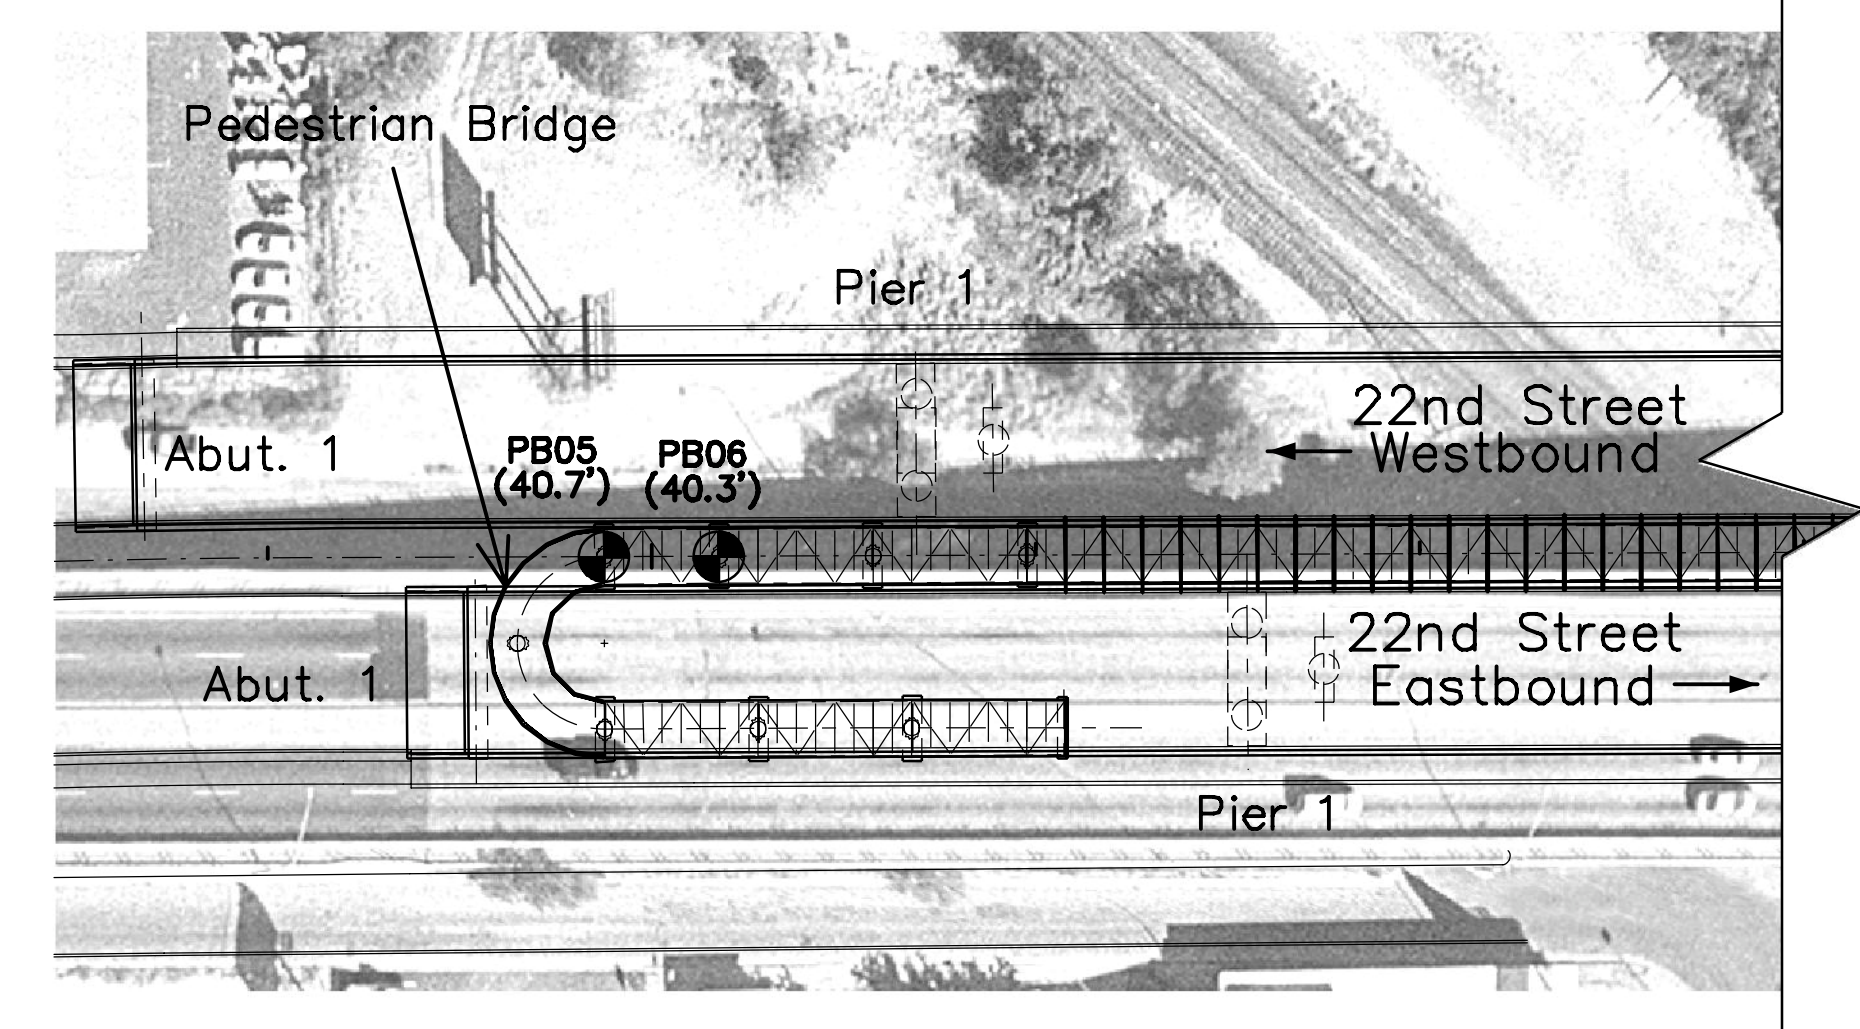 Pedestrian Bridge
Pier 1
22nd Street
Westbound
Abut. 1
PB05
(40.7')
PB06
(40.3')
22nd Street
Eastbound
Abut. 1
Pier 1